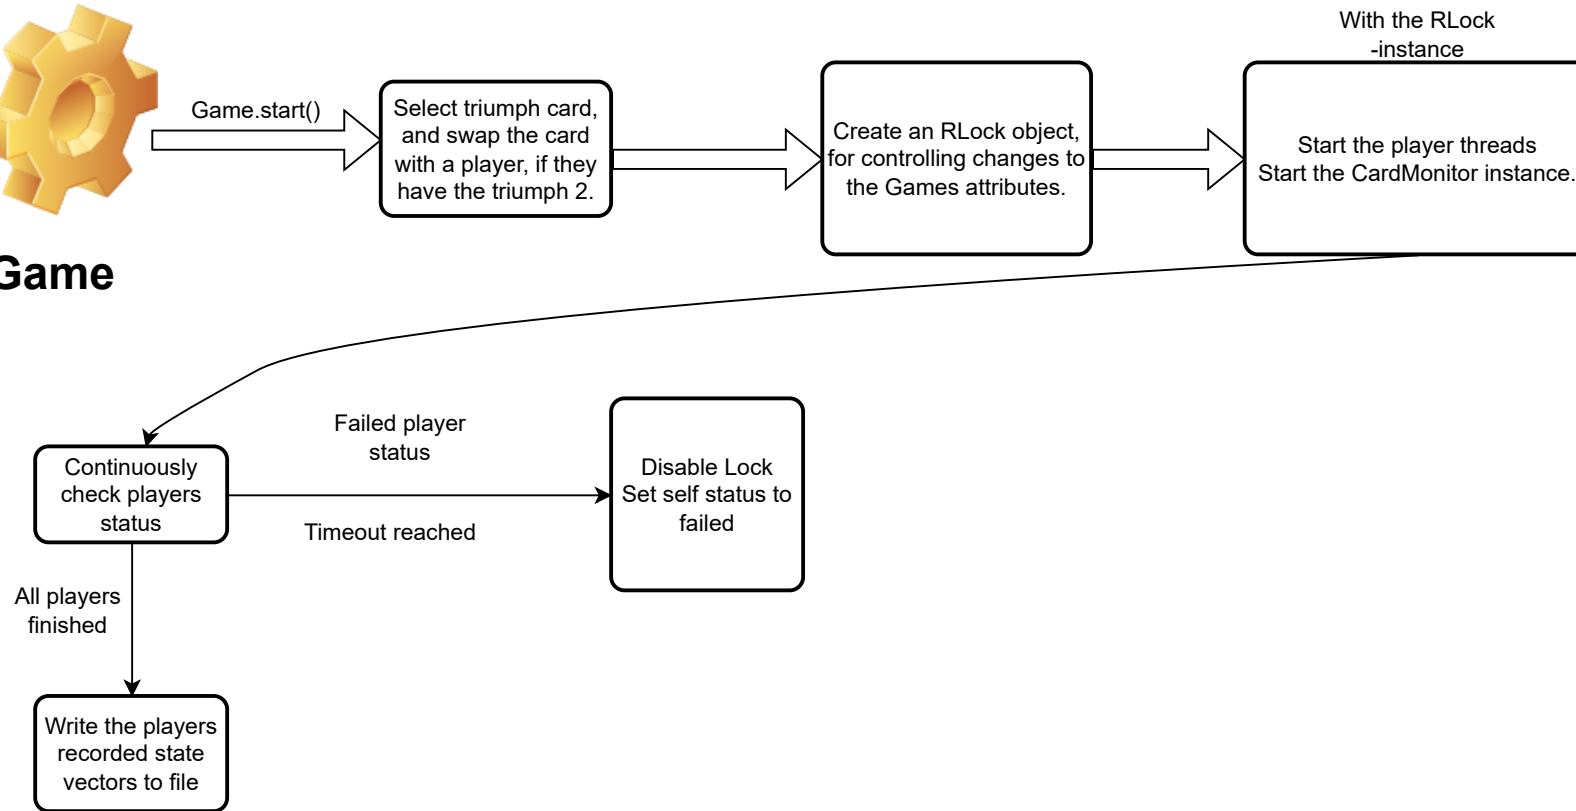 With the RLock
-instance
Game.start()
Select triumph card,
and swap the card
with a player, if they
have the triumph 2.
Create an RLock object,
for controlling changes to
the Games attributes.
Start the player threads
Start the CardMonitor instance.
Game
Failed player
status
Timeout reached
Continuously
check players
status
Disable Lock
Set self status to
failed
All players
finished
Write the players
recorded state
vectors to file